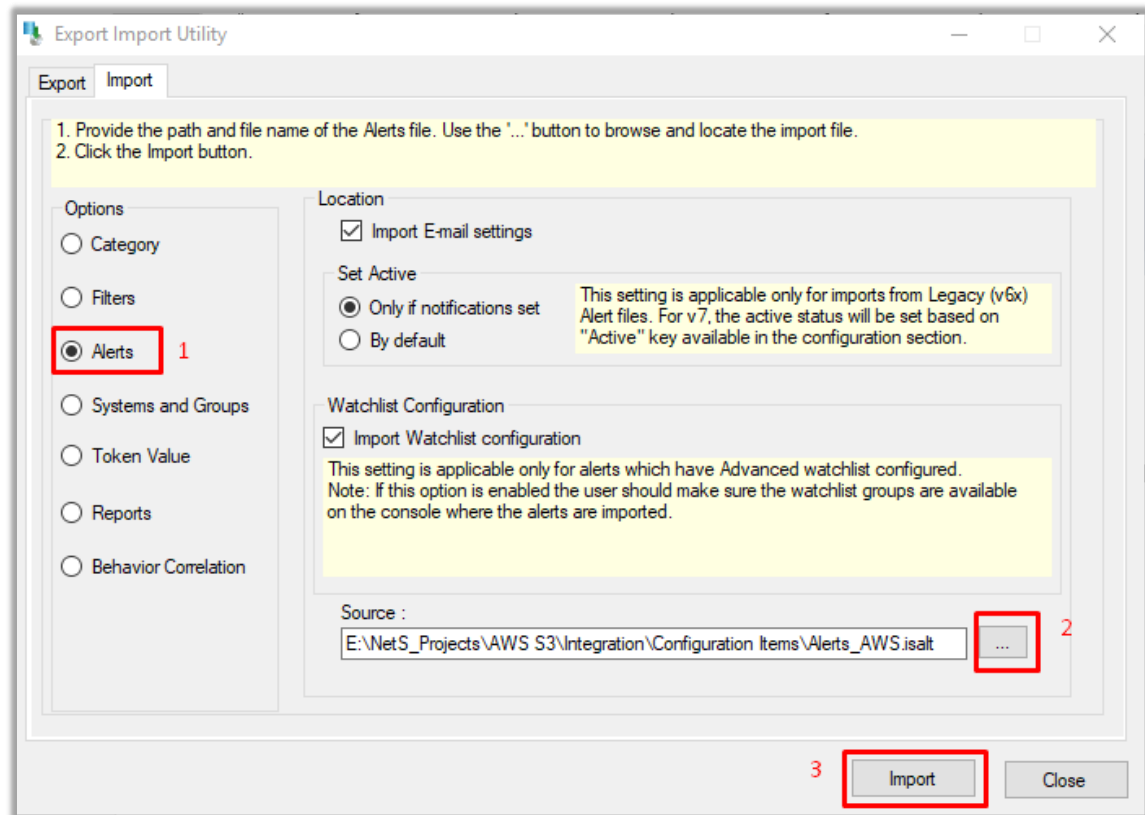 Export Import Utility
Export
Import
1. Provide the path and file name of the Alerts file. Use the '...' button to browse and locate the import file.
2. Click the Import button.
Options
Category
Filters
Alerts
1
Systems and Groups
Token Value
Reports
Behavior Correlation
Location
Import E-mail settings
Set Active
Only if notifications set
By default
This setting is applicable only for imports from Legacy (v6x)
Alert files. For v7, the active status will be set based on
"Active" key available in the configuration section.
Watchlist Configuration
Import Watchlist configuration
This setting is applicable only for alerts which have Advanced watchlist configured.
Note: If this option is enabled the user should make sure the watchlist groups are available
on the console where the alerts are imported.
Source :
E:\NetS_Projects\AWS S3\Integration\Configuration Items\Alerts_AWS.isalt
...
2
3
Import
Close